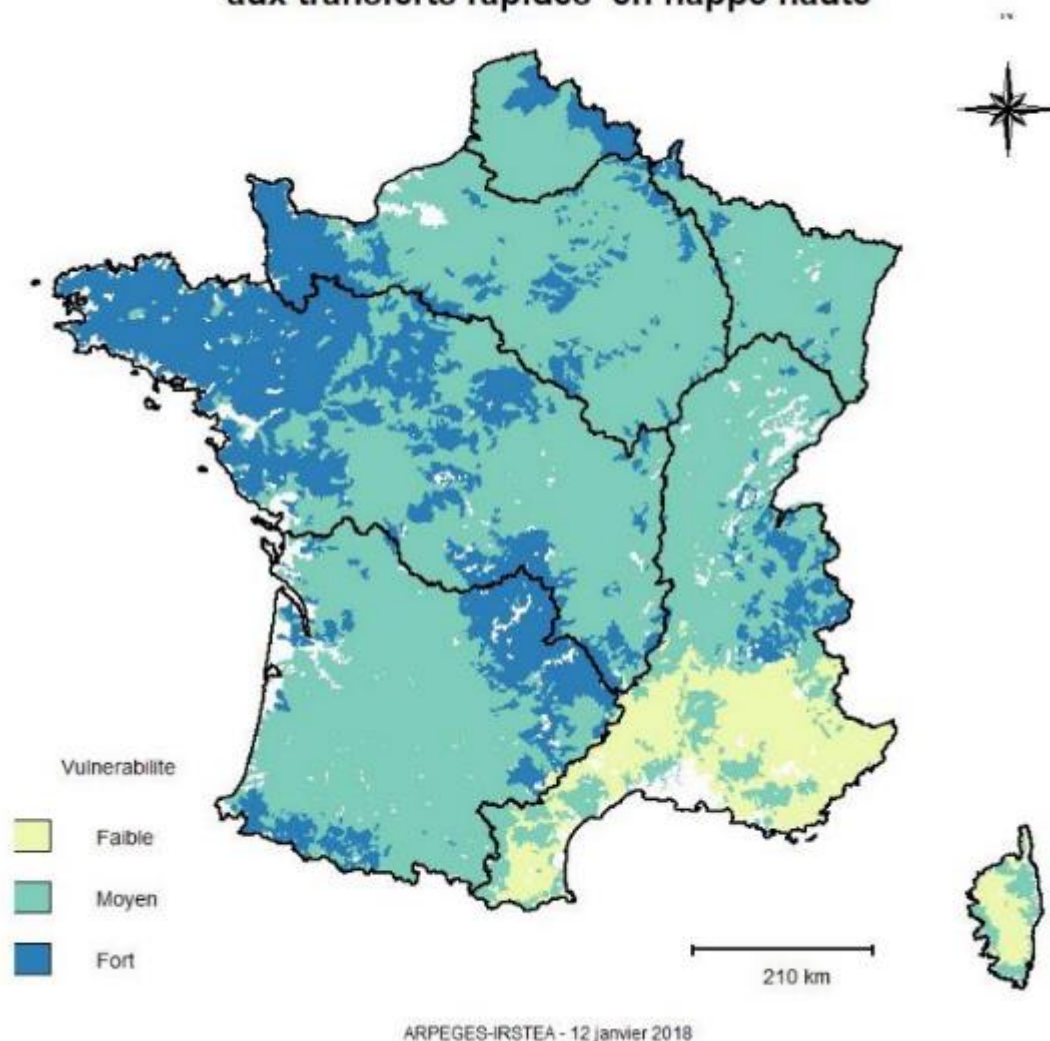 aux transferts rapides en nappe haute
Vulnerabilite
Faible
Moyen
Fort
210 km
ARPEGES-IRSTEA - 12 janvier 2018